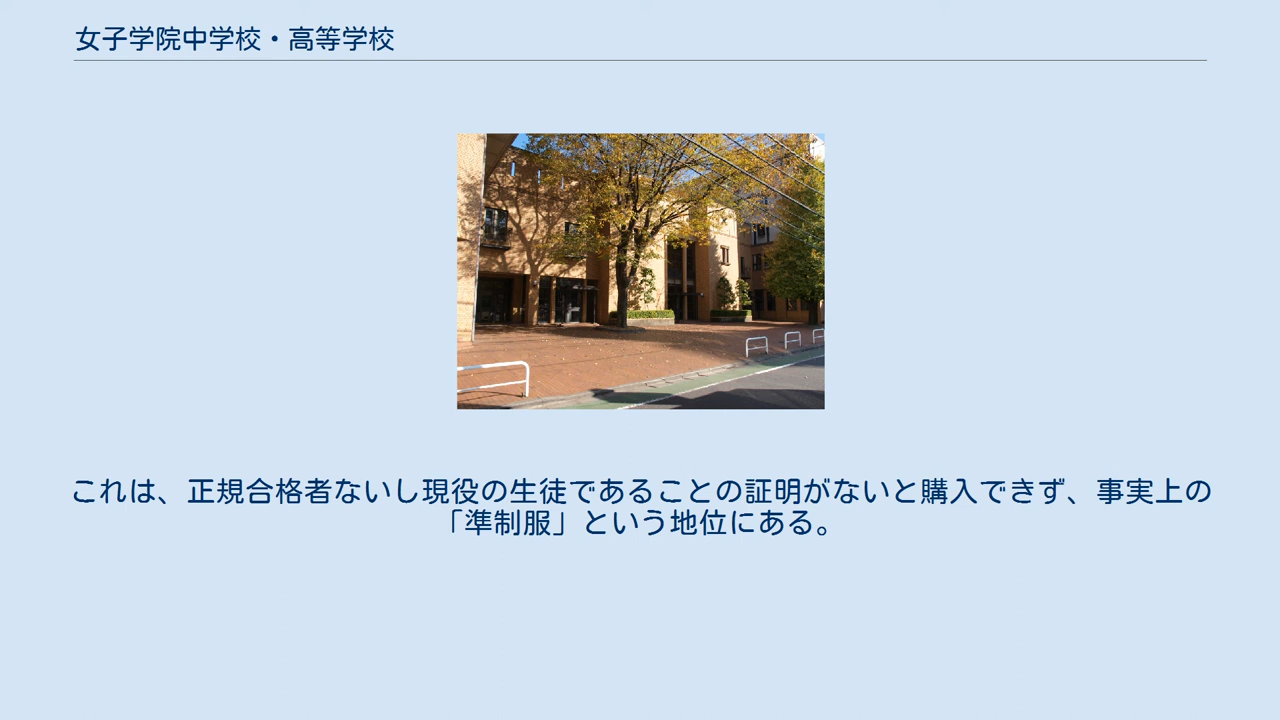 女子学院中学校・高等学校
これは、正規合格者ないし現役の生徒であることの証明がないと購入できず、事実上の
「準制服」という地位にある。